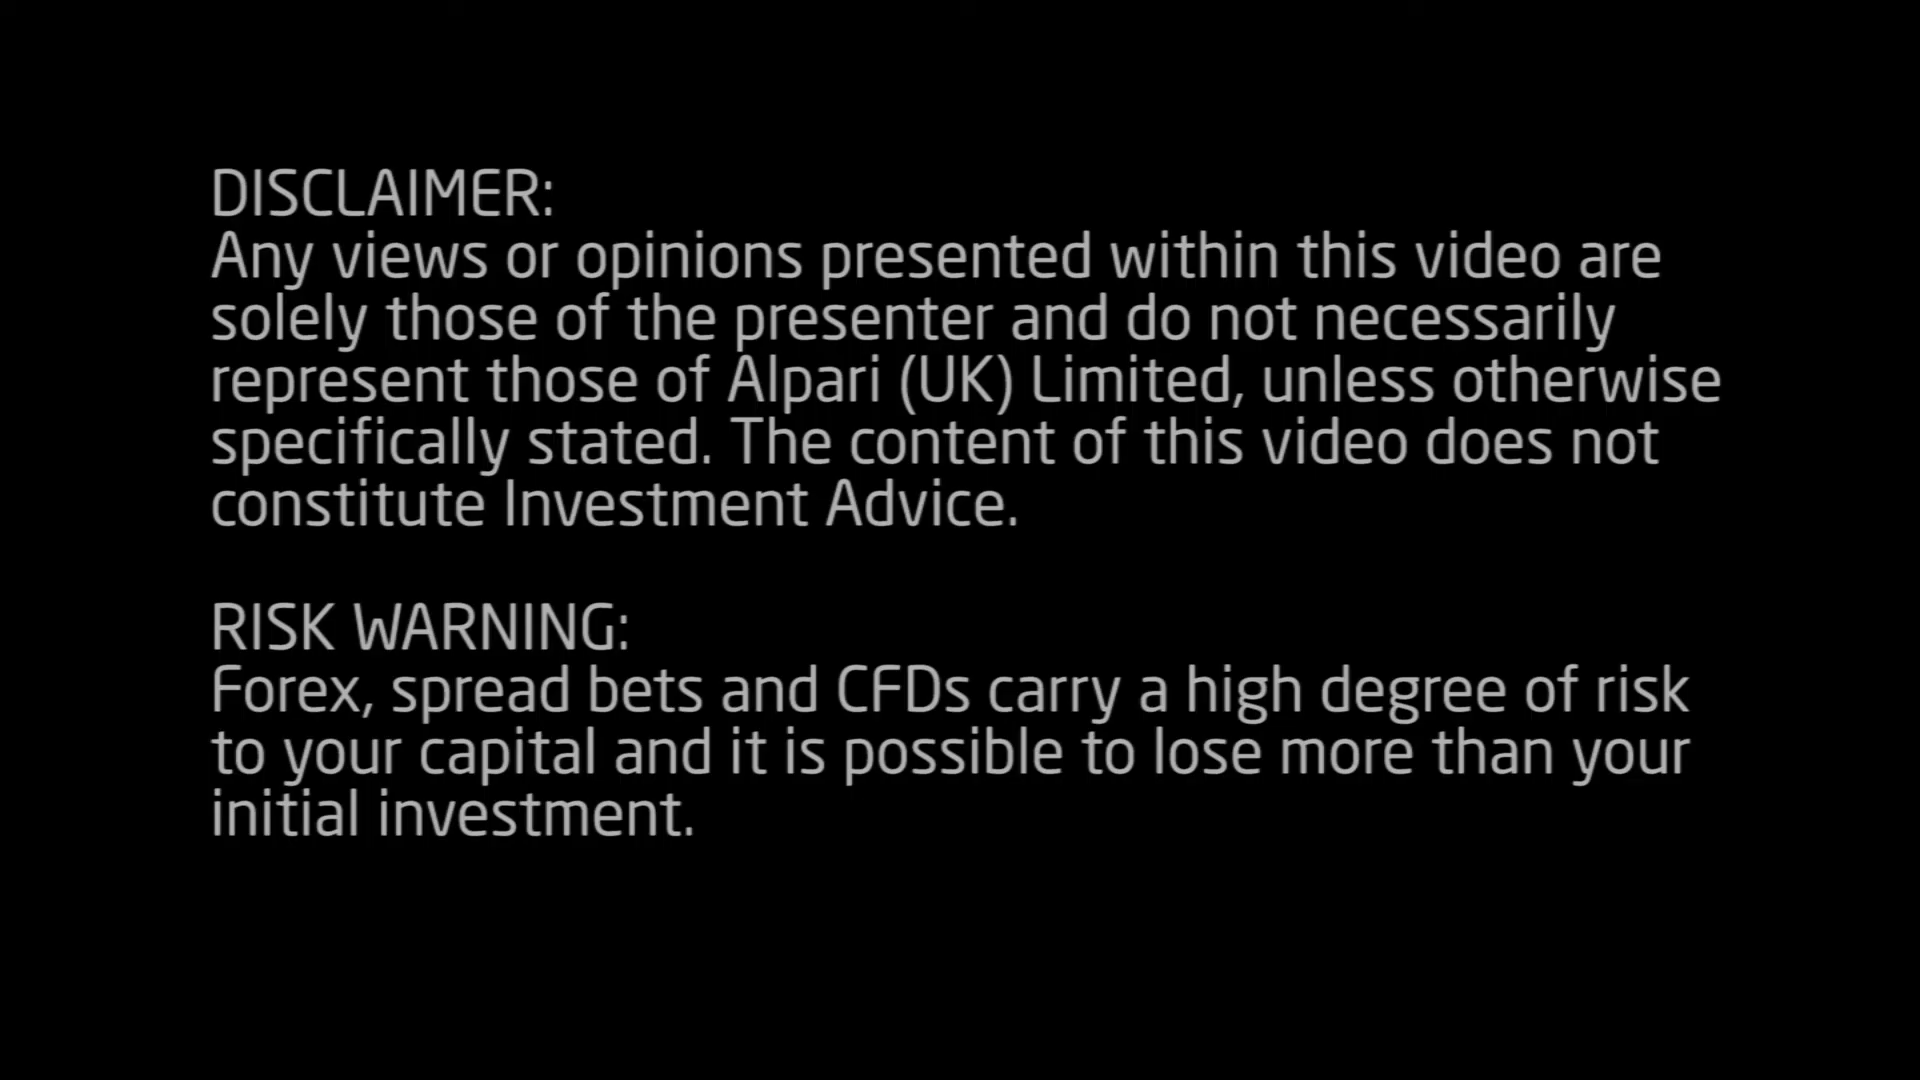 DISCLAIMER:
Any views or opinions presented within this video are
solely those of the presenter and do not necessarily
represent those of Alpari (UK) Limited, unless otherwise
specifically stated. The content of this video does not
constitute Investment Advice.
RISK WARNING:
Forex, spread bets and CFDs carry a high degree of risk
to your capital and it is possible to lose more than your
initial investment.